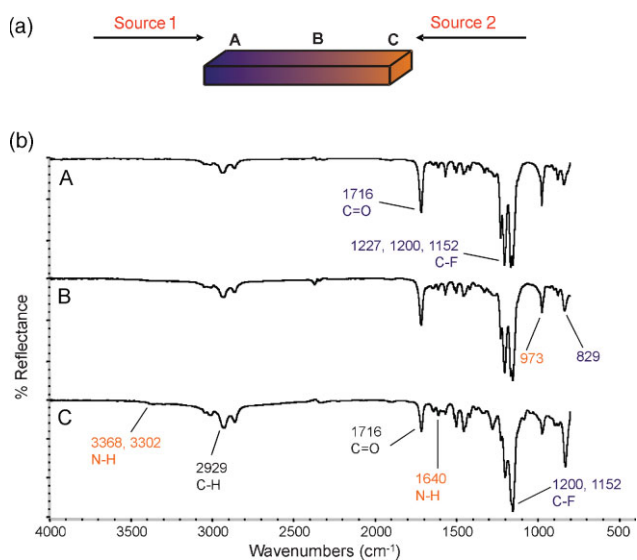 (a)
Source 1
Source 2
A
B
C
(b)
A
1716
C=O
1227, 1200, 1152
C-F
B
973
829
C
3368, 3302
N-H
2929
C-H
1716
C=O
1640
N-H
1200, 1152
C-F
% Reflectance
4000 3500 3000 2500 2000 1500 1000 500
Wavenumbers (cm⁻¹)